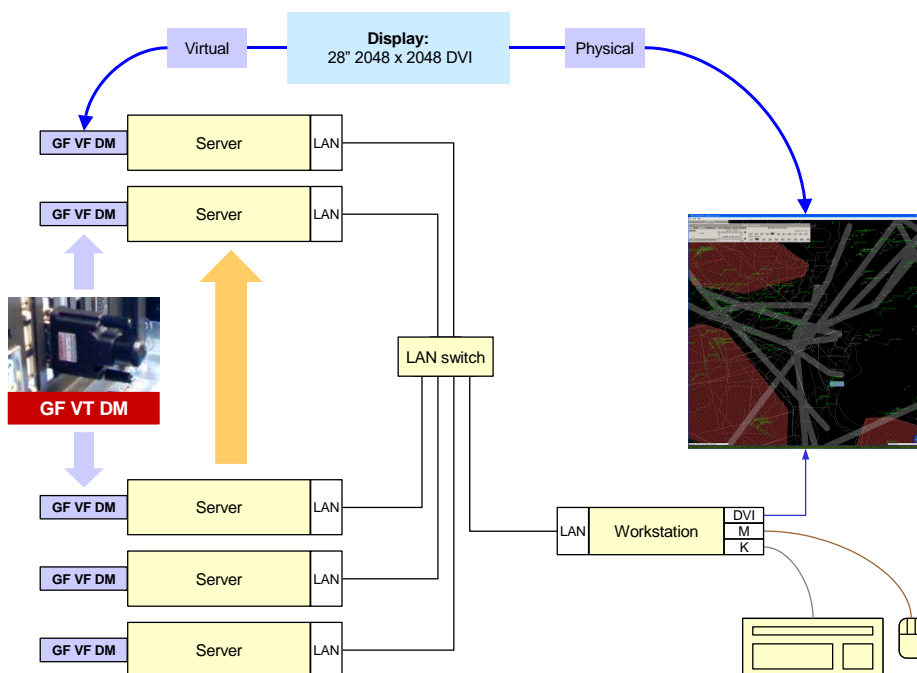 Display:
28” 2048 x 2048 DVI
Virtual
Physical
GF VF DM
Server
LAN
GF VF DM
Server
LAN
LAN switch
GF VT DM
GF VF DM
Server
LAN
LAN
Workstation
DVI
M
K
GF VF DM
Server
LAN
GF VF DM
Server
LAN